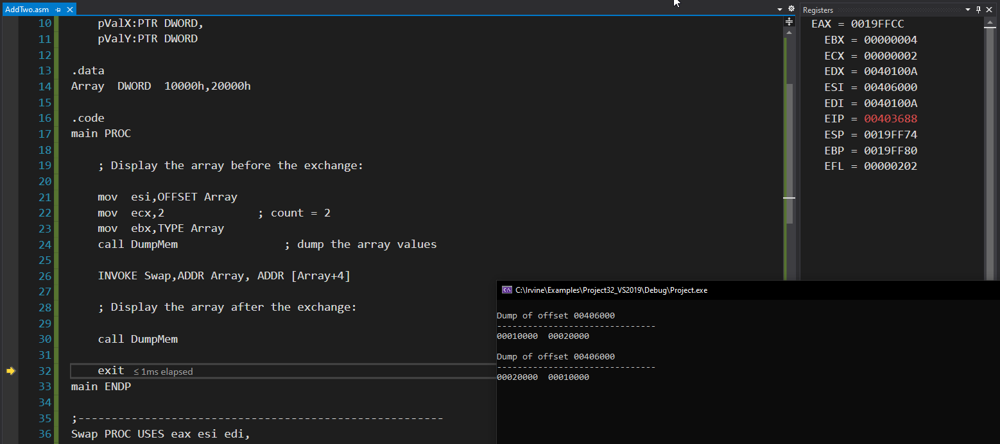 AddTwo.asm
10 pValX:PTR DWORD,
11 pValY:PTR DWORD
12
13 .data
14 Array  DWORD  10000h,20000h
15
16 .code
17 main PROC
18
19 ; Display the array before the exchange:
20
21 mov  esi,OFFSET Array
22 mov  ecx,2              ; count = 2
23 mov  ebx,TYPE Array
24 call DumpMem                ; dump the array values
25
26 INVOKE Swap,ADDR Array, ADDR [Array+4]
27
28 ; Display the array after the exchange:
29
30 call DumpMem
31
32 exit ≤ 1ms elapsed
33 main ENDP
34
35 ;-------------------------------------------------------
36 Swap PROC USES eax esi edi,
Registers
EAX = 0019FFCC
EBX = 00000004
ECX = 00000002
EDX = 0040100A
ESI = 00406000
EDI = 0040100A
EIP = 00403688
ESP = 0019FF74
EBP = 0019FF80
EFL = 00000202
C:\Irvine\Examples\Project32_VS2019\Debug\Project.exe
Dump of offset 00406000
-------------------------------
00010000  00020000
Dump of offset 00406000
-------------------------------
00020000  00010000